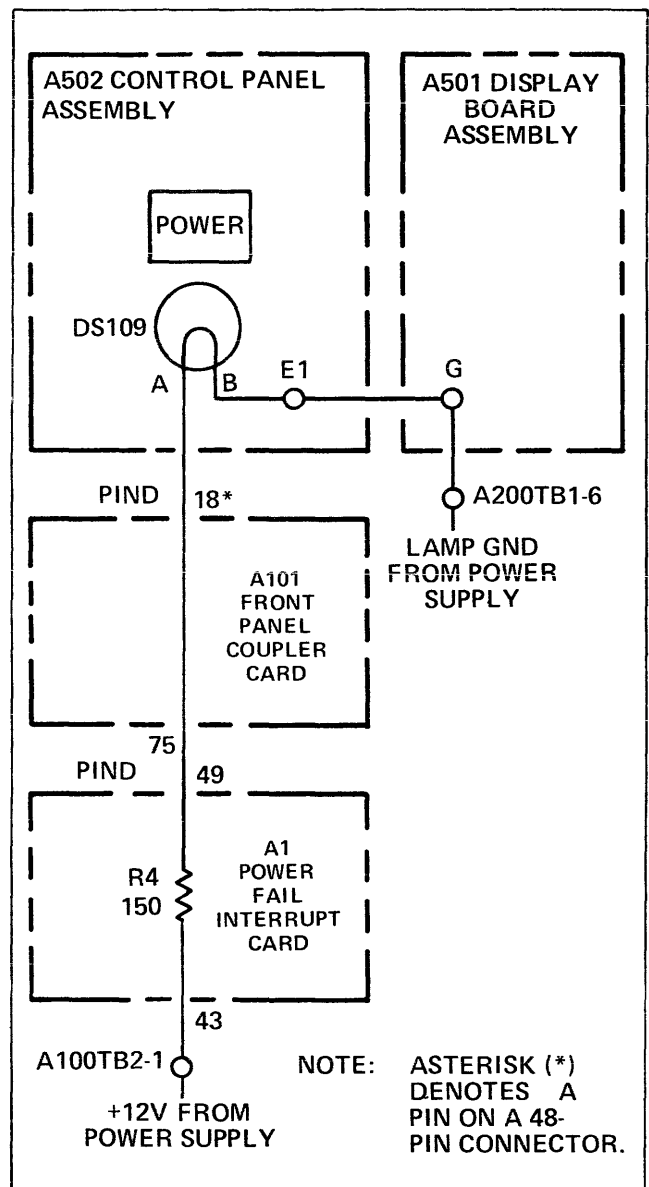 A502 CONTROL PANEL
ASSEMBLY
A501 DISPLAY
BOARD
ASSEMBLY
POWER
DS109
A
B
E1
G
PIND
18*
A200TB1-6
LAMP GND
FROM POWER
SUPPLY
A101
FRONT
PANEL
COUPLER
CARD
75
PIND
49
A1
POWER
FAIL
INTERRUPT
CARD
R4
150
43
A100TB2-1
+12V FROM
POWER SUPPLY
NOTE: ASTERISK (*)
DENOTES A
PIN ON A 48-
PIN CONNECTOR.